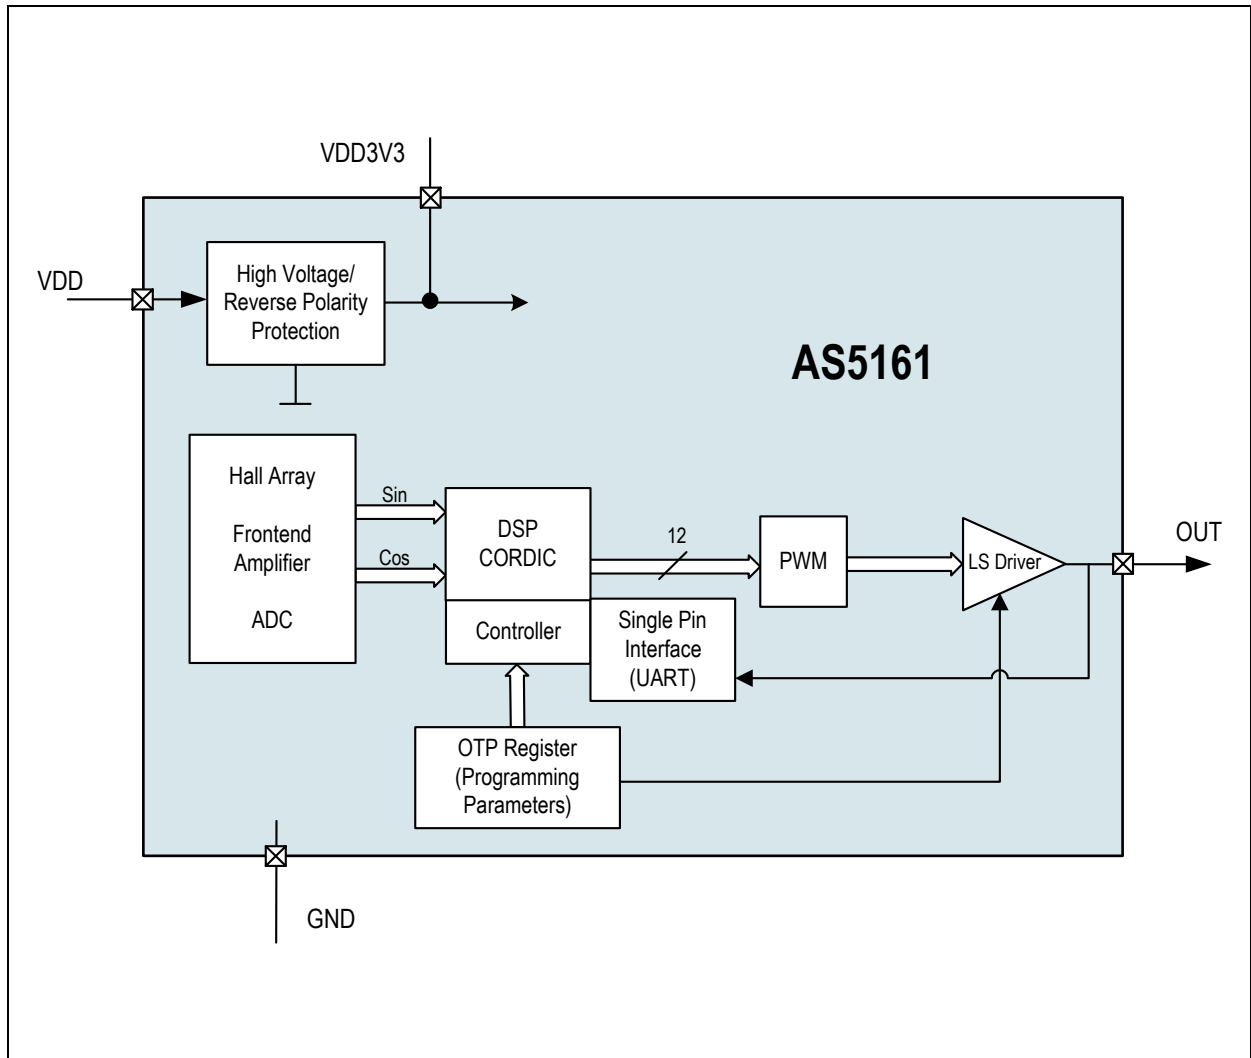 VDD3V3
VDD
High Voltage/
Reverse Polarity
Protection
AS5161
Hall Array
Frontend
Amplifier
ADC
Sin
Cos
DSP
CORDIC
Controller
12
PWM
LS Driver
OUT
Single Pin
Interface
(UART)
OTP Register
(Programming
Parameters)
GND